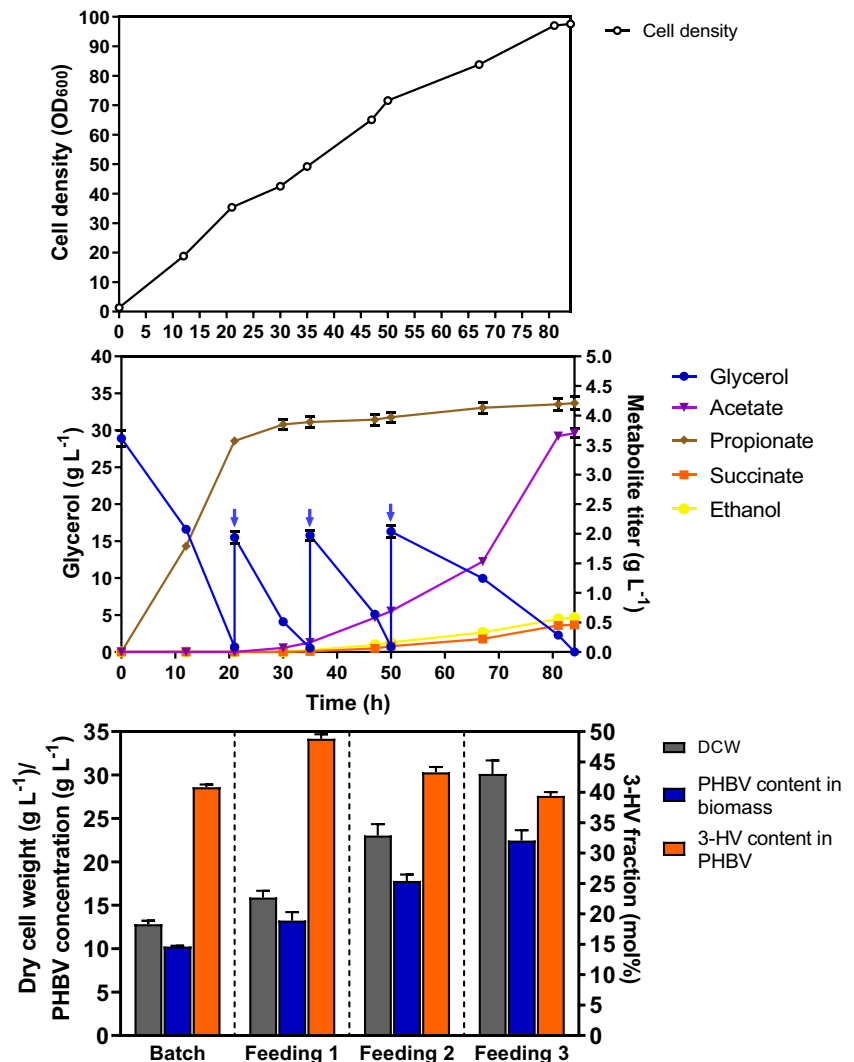 100
90
80
70
60
50
40
30
20
10
0
Cell density (OD600)
0 5 10 15 20 25 30 35 40 45 50 55 60 65 70 75 80
Cell density
40
35
30
25
20
15
10
5
0
Glycerol (g L-1)
5.0
4.5
4.0
3.5
3.0
2.5
2.0
1.5
1.0
0.5
0.0
Metabolite titer (g L-1)
0 10 20 30 40 50 60 70 80
Time (h)
Glycerol
Acetate
Propionate
Succinate
Ethanol
35
30
25
20
15
10
5
0
Dry cell weight (g L-1)/
PHBV concentration (g L-1)
50
45
40
35
30
25
20
15
10
5
0
3-HV fraction (mol%)
Batch Feeding 1 Feeding 2 Feeding 3
DCW
PHBV content in
biomass
3-HV content in
PHBV